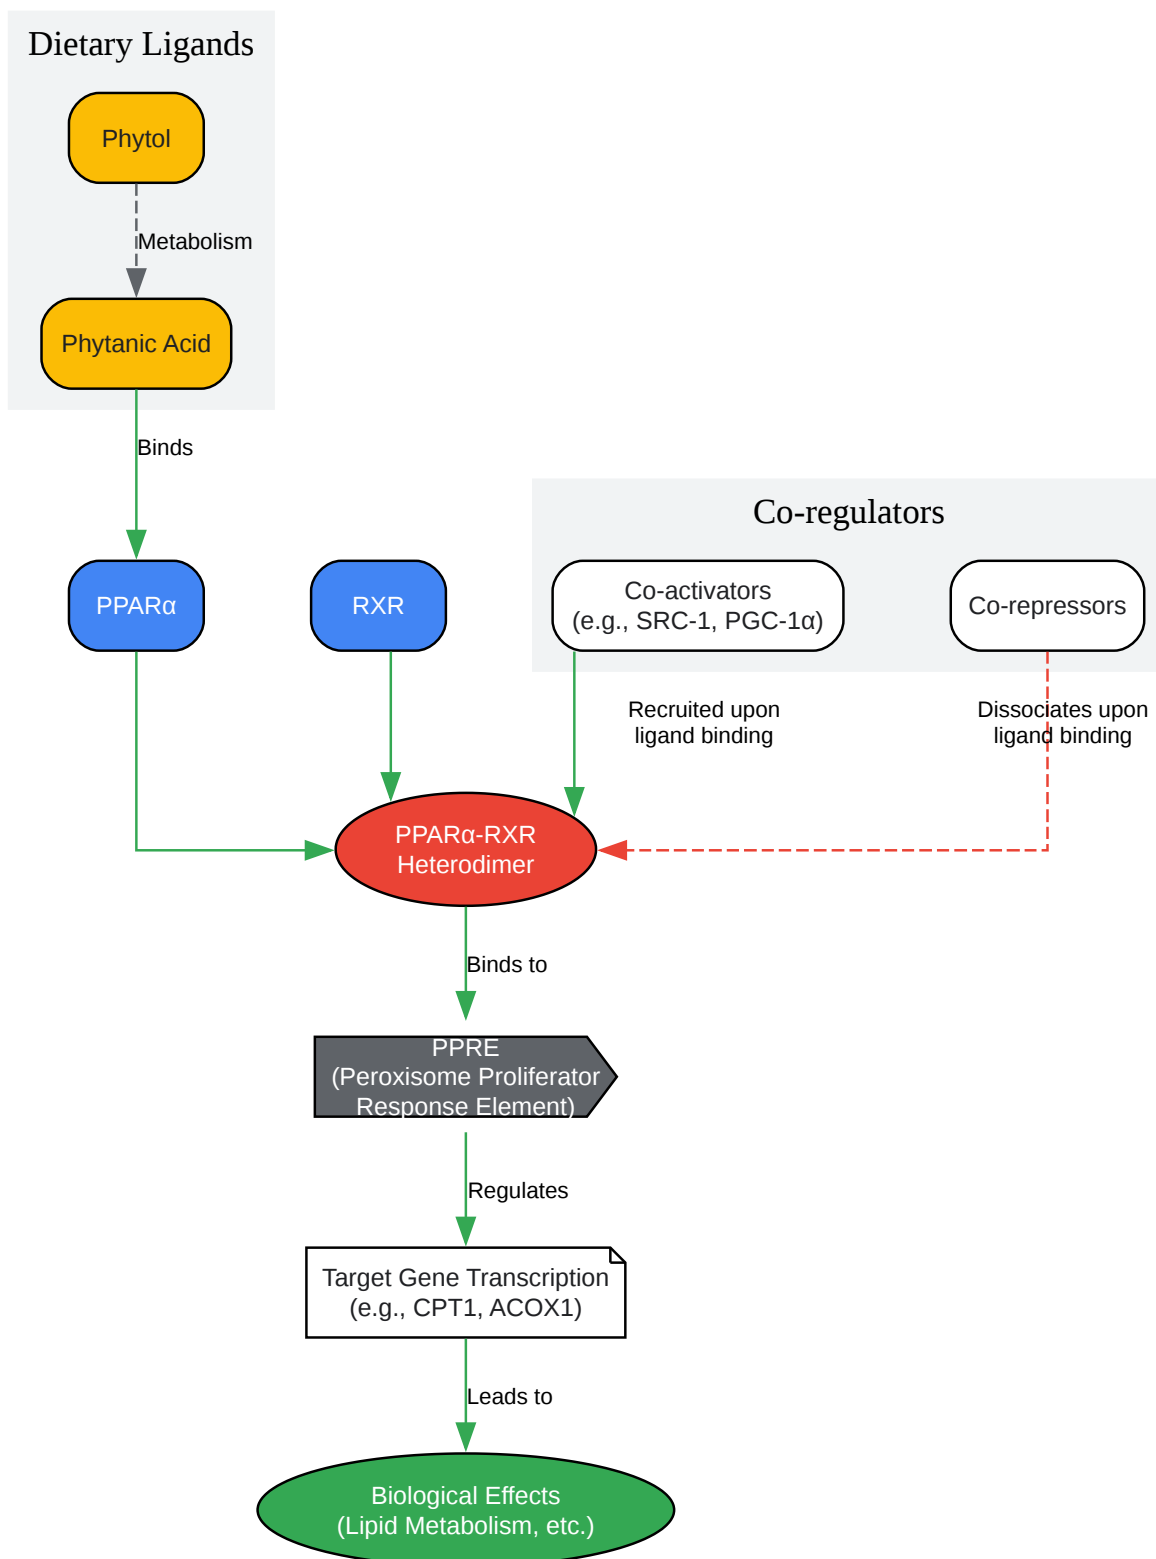 Dietary Ligands
Phytol
Metabolism
Phytanic Acid
Binds
Co-regulators
PPARα
RXR
Co-activators
(e.g., SRC-1, PGC-1α)
Co-repressors
Recruited upon
ligand binding
Dissociates upon
ligand binding
PPARα-RXR
Heterodimer
Binds to
PPRE
(Peroxisome Proliferator
Response Element)
Regulates
Target Gene Transcription
(e.g., CPT1, ACOX1)
Leads to
Biological Effects
(Lipid Metabolism, etc.)